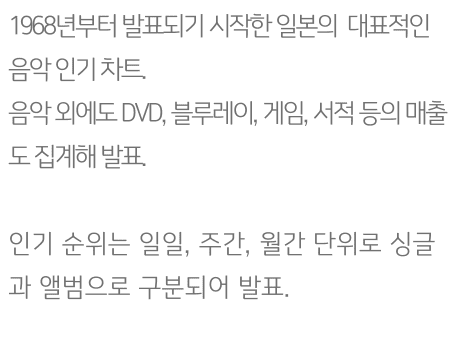 1968년부터 발표되기 시작한 일본의 대표적인
음악 인기 차트.
음악 외에도 DVD, 블루레이, 게임, 서적 등의 매출
도 집계해 발표.
인기 순위는 일일, 주간, 월간 단위로 싱글
과 앨범으로 구분되어 발표.